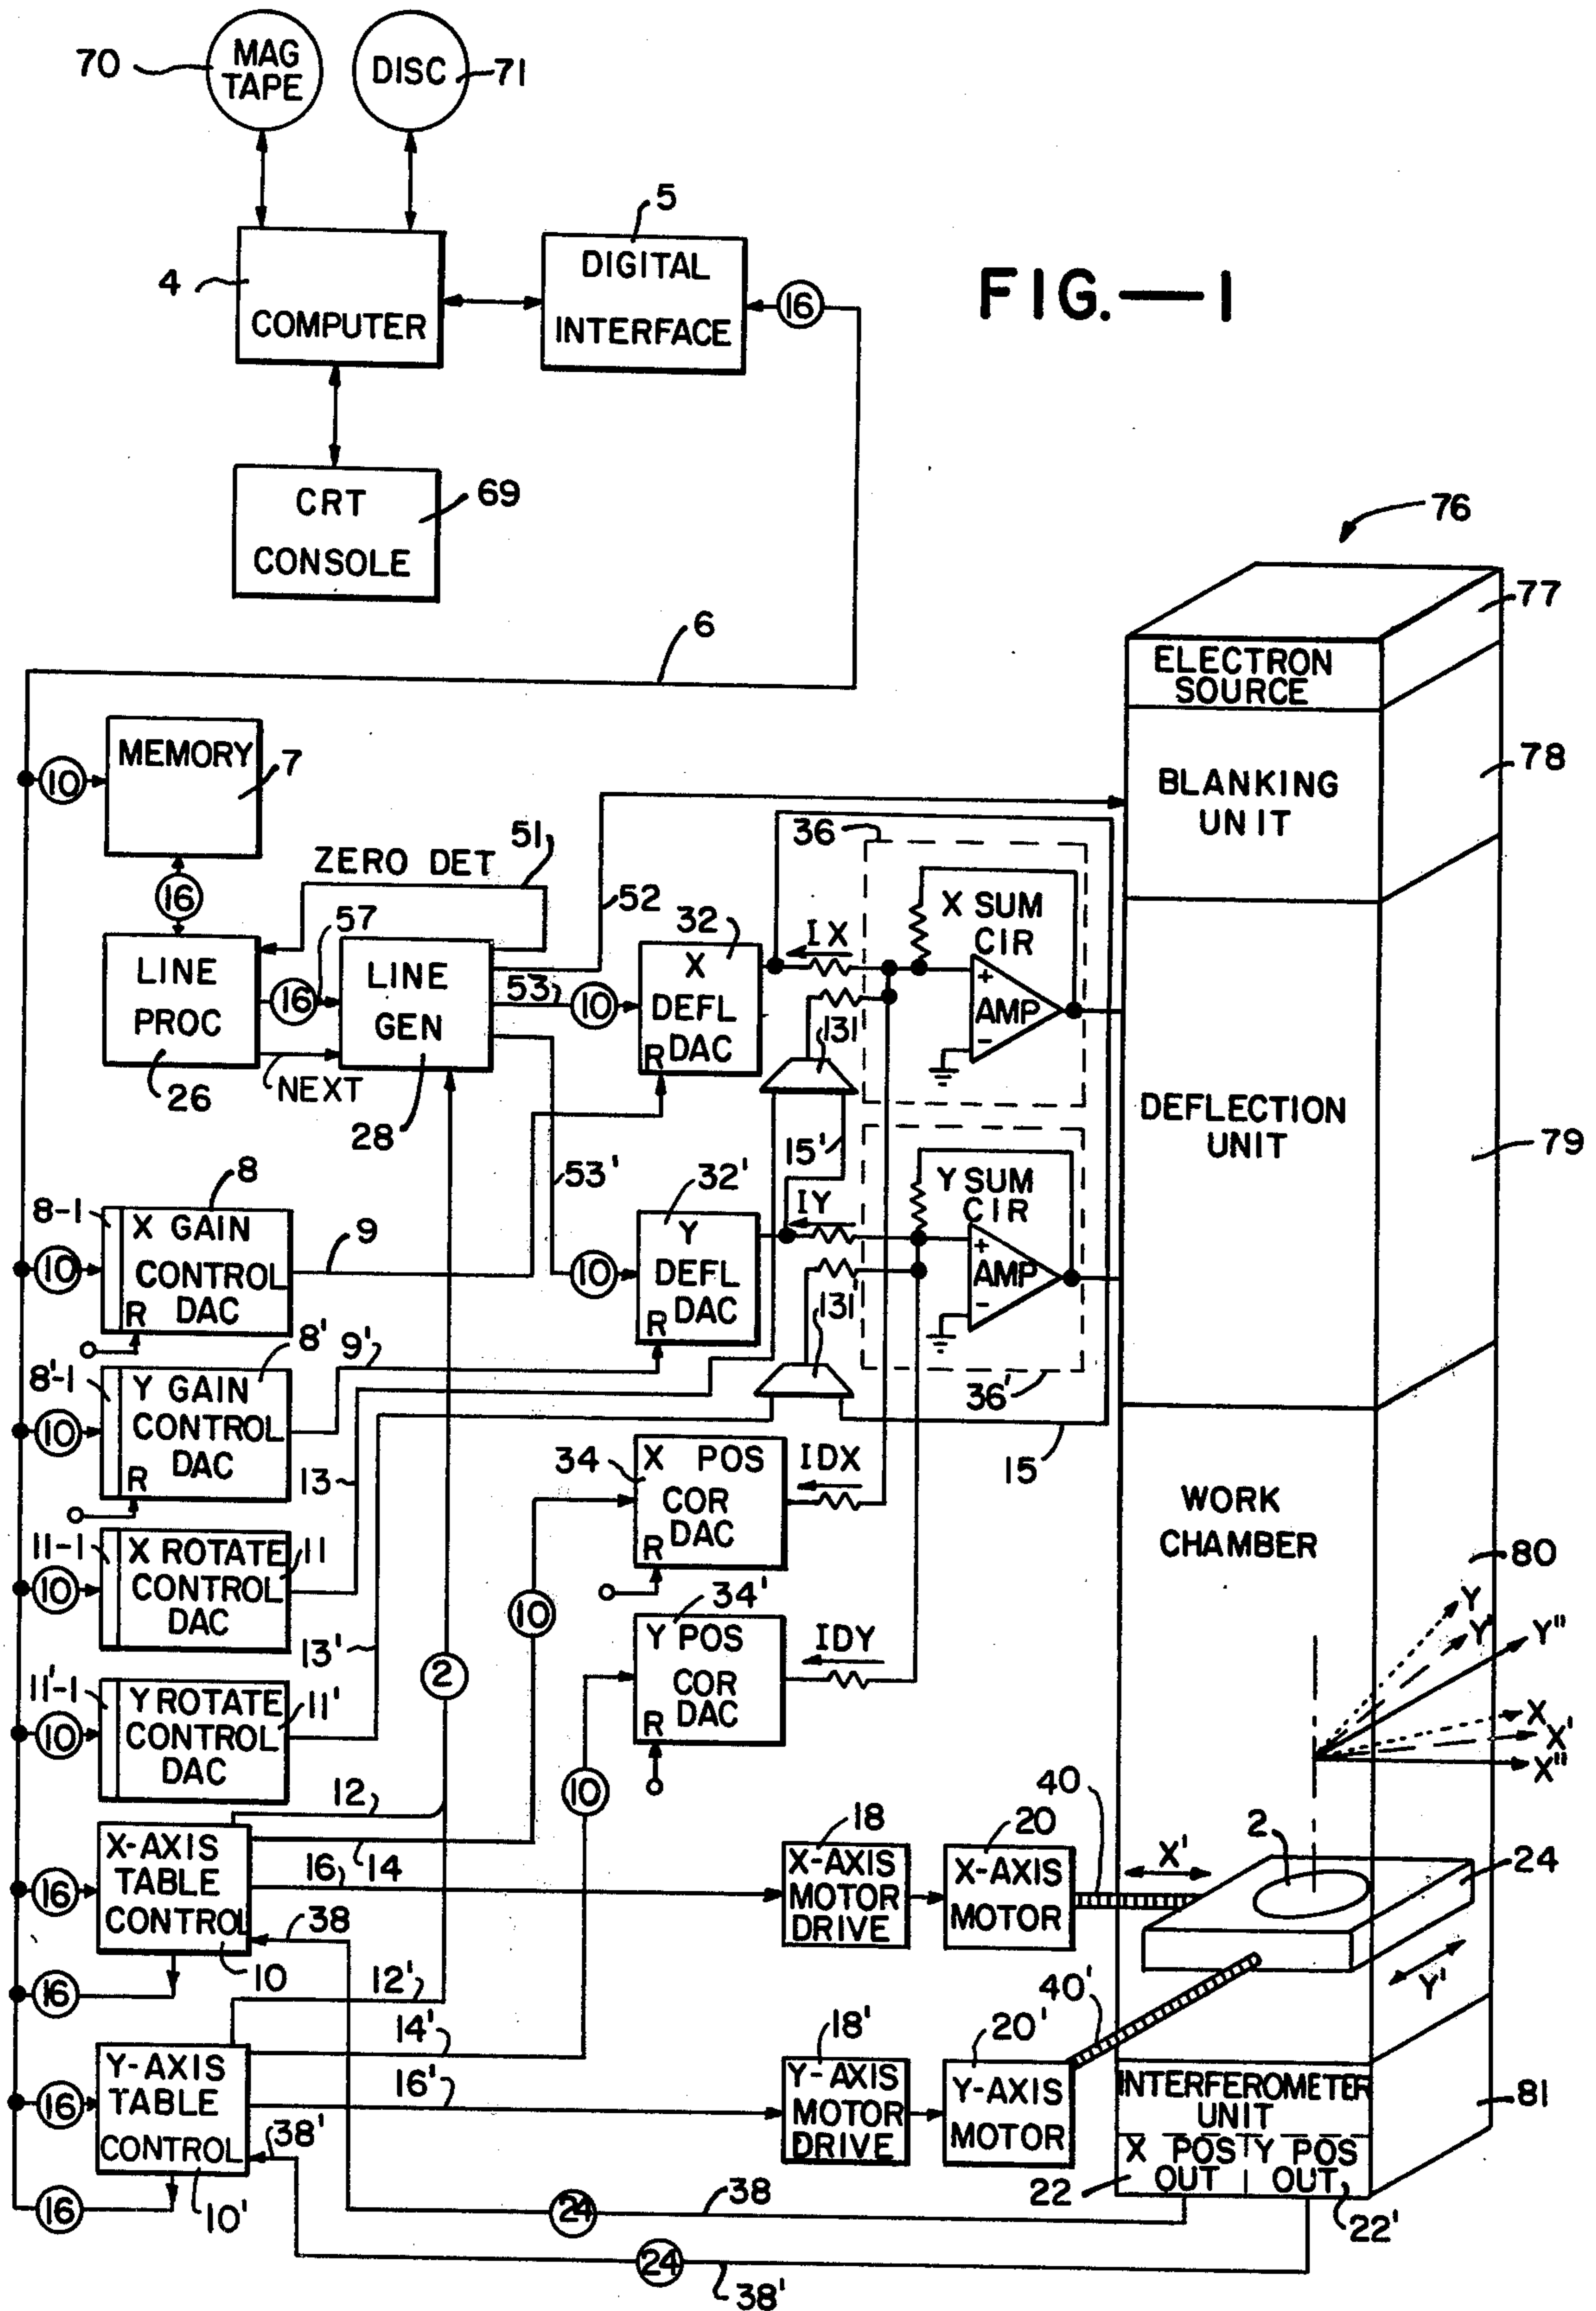 FIG.—1
70
MAG
TAPE
DISC
71
4
COMPUTER
5
DIGITAL
INTERFACE
16
CRT
CONSOLE
69
6
76
77
ELECTRON
SOURCE
78
BLANKING
UNIT
79
DEFLECTION
UNIT
WORK
CHAMBER
80
10
MEMORY
7
16
ZERO DET
51
52
LINE
PROC
26
16
57
NEXT
LINE
GEN
28
53
10
53'
32
X
DEFL
DAC
R
IX
36
X SUM
CIR
+
AMP
-
131
15'
10
32'
Y
DEFL
DAC
R
IY
Y SUM
CIR
+
AMP
-
131'
36'
15
8-1
8
10
X GAIN
CONTROL
DAC
R
9
8'-1
8'
10
Y GAIN
CONTROL
DAC
R
9'
11-1
10
X ROTATE
CONTROL
DAC
11
13
11'-1
10
Y ROTATE
CONTROL
DAC
11'
13'
34
X POS
COR
DAC
R
IDX
10
34'
Y POS
COR
DAC
R
IDY
10
2
12
14
16
16
X-AXIS
TABLE
CONTROL
38
10
16
12'
14'
16'
16
Y-AXIS
TABLE
CONTROL
38'
10'
16
18
X-AXIS
MOTOR
DRIVE
20
X-AXIS
MOTOR
40
X'
2
24
Y'
Y
Y'
Y"
X
X'
X"
18'
Y-AXIS
MOTOR
DRIVE
20'
Y-AXIS
MOTOR
40'
INTERFEROMETER
UNIT
81
X POS
OUT
Y POS
OUT
22
22'
24
38
24
38'